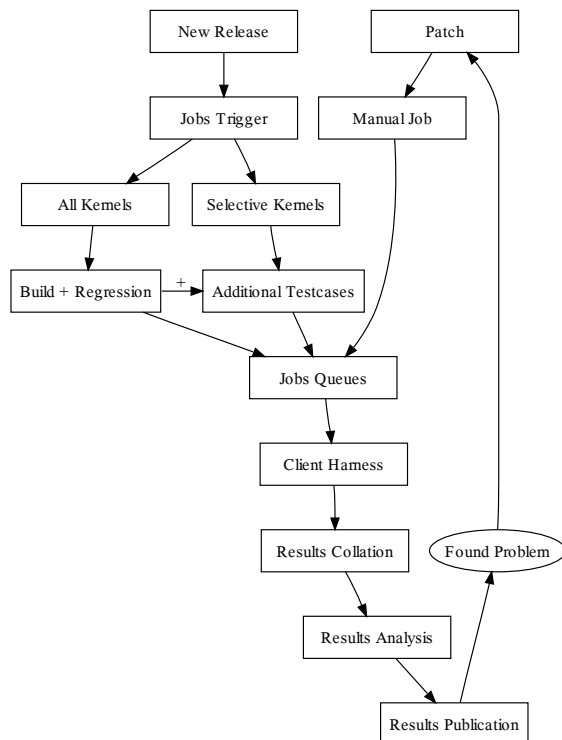 New Release
Patch
Jobs Trigger
Manual Job
All Kernels
Selective Kernels
Build + Regression
+
Additional Testcases
Jobs Queues
Client Harness
Results Collation
Found Problem
Results Analysis
Results Publication